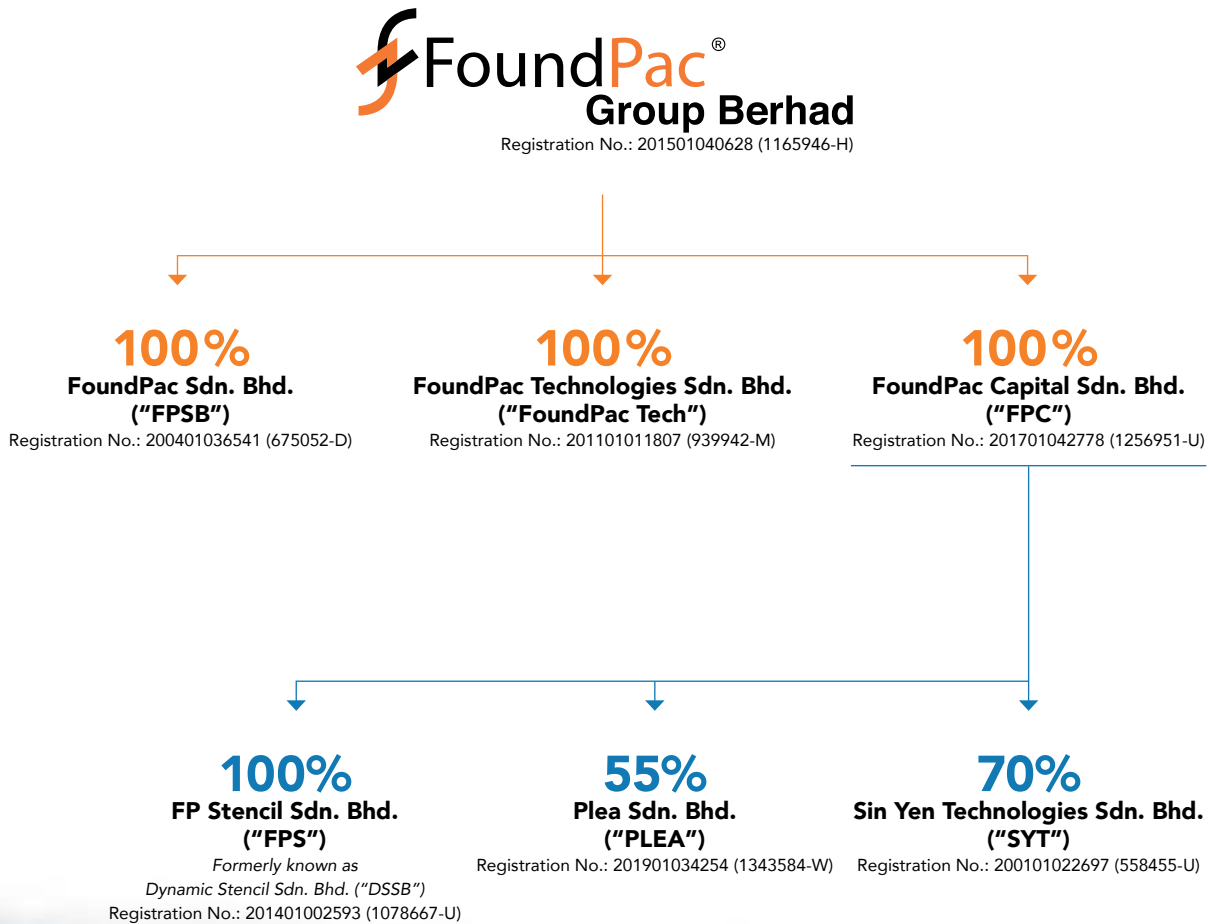 FoundPac®
Group Berhad
Registration No.: 201501040628 (1165946-H)
100%
FoundPac Sdn. Bhd.
(“FPSB”)
Registration No.: 200401036541 (675052-D)
100%
FoundPac Technologies Sdn. Bhd.
(“FoundPac Tech”)
Registration No.: 201101011807 (939942-M)
100%
FoundPac Capital Sdn. Bhd.
(“FPC”)
Registration No.: 201701042778 (1256951-U)
100%
FP Stencil Sdn. Bhd.
(“FPS”)
Formerly known as
Dynamic Stencil Sdn. Bhd. (“DSSB”)
Registration No.: 201401002593 (1078667-U)
55%
Plea Sdn. Bhd.
(“PLEA”)
Registration No.: 201901034254 (1343584-W)
70%
Sin Yen Technologies Sdn. Bhd.
(“SYT”)
Registration No.: 200101022697 (558455-U)